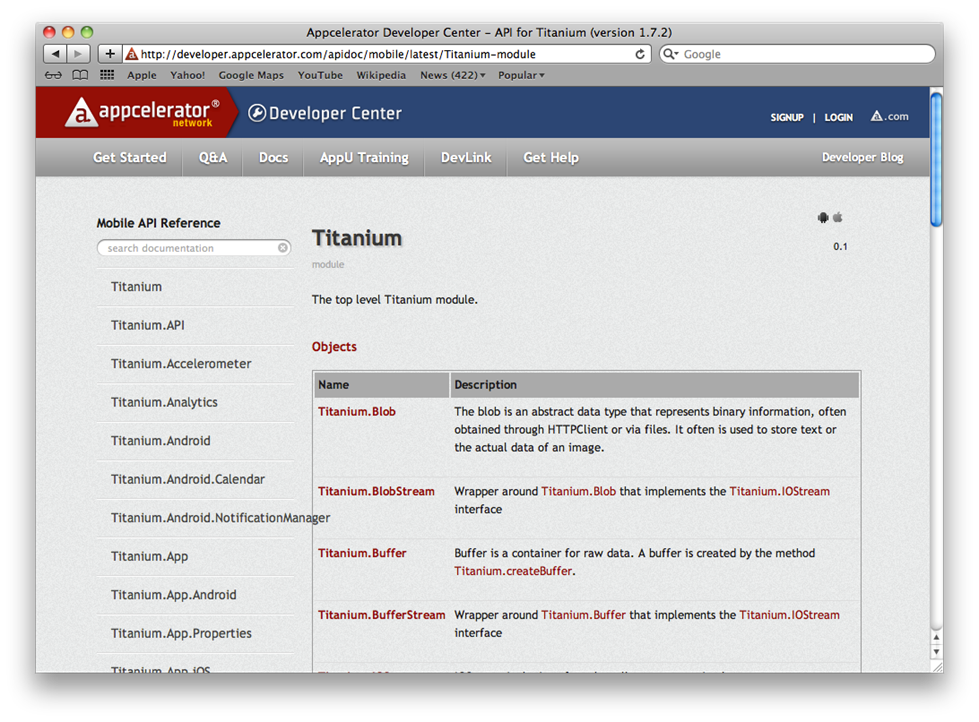 Appcelerator Developer Center – API for Titanium (version 1.7.2)
http://developer.appcelerator.com/apidoc/mobile/latest/Titanium-module
Google
Apple Yahoo! Google Maps YouTube Wikipedia News (422) Popular
appcelerator®
network
Developer Center
SIGNUP | LOGIN .com
Get Started Q&A Docs AppU Training DevLink Get Help Developer Blog
Mobile API Reference
search documentation
Titanium
Titanium.API
Titanium.Accelerometer
Titanium.Analytics
Titanium.Android
Titanium.Android.Calendar
Titanium.Android.NotificationManager
Titanium.App
Titanium.App.Android
Titanium.App.Properties
Titanium.App.iOS
Titanium
0.1
module
The top level Titanium module.
Objects
Name Description
Titanium.Blob The blob is an abstract data type that represents binary information, often
obtained through HTTPClient or via files. It often is used to store text or
the actual data of an image.
Titanium.BlobStream Wrapper around Titanium.Blob that implements the Titanium.IOStream
interface
Titanium.Buffer Buffer is a container for raw data. A buffer is created by the method
Titanium.createBuffer.
Titanium.BufferStream Wrapper around Titanium.Buffer that implements the Titanium.IOStream
interface